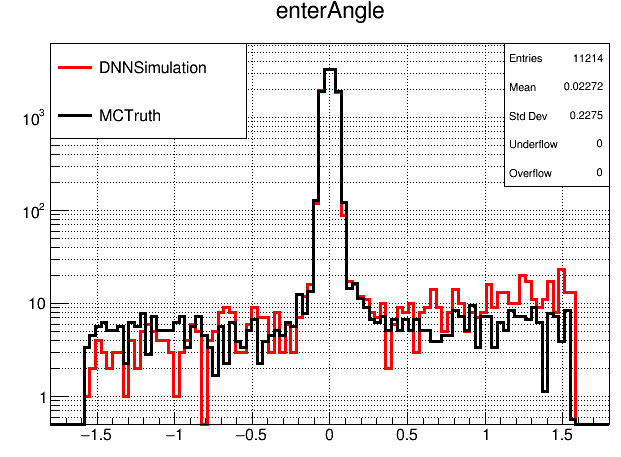 enterAngle
DNNSimulation
MCTruth
Entries 11214
Mean 0.02272
Std Dev 0.2275
Underflow 0
Overflow 0
10³
10²
10
1
−1.5 −1 −0.5 0 0.5 1 1.5